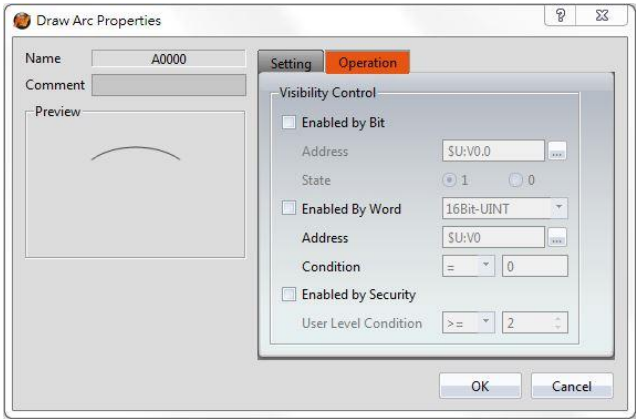 Draw Arc Properties
Name A0000
Comment
Preview
Setting Operation
Visibility Control
Enabled by Bit
Address $U:V0.0 ...
State 1 0
Enabled By Word 16Bit-UINT
Address $U:V0 ...
Condition = 0
Enabled by Security
User Level Condition >= 2
OK Cancel